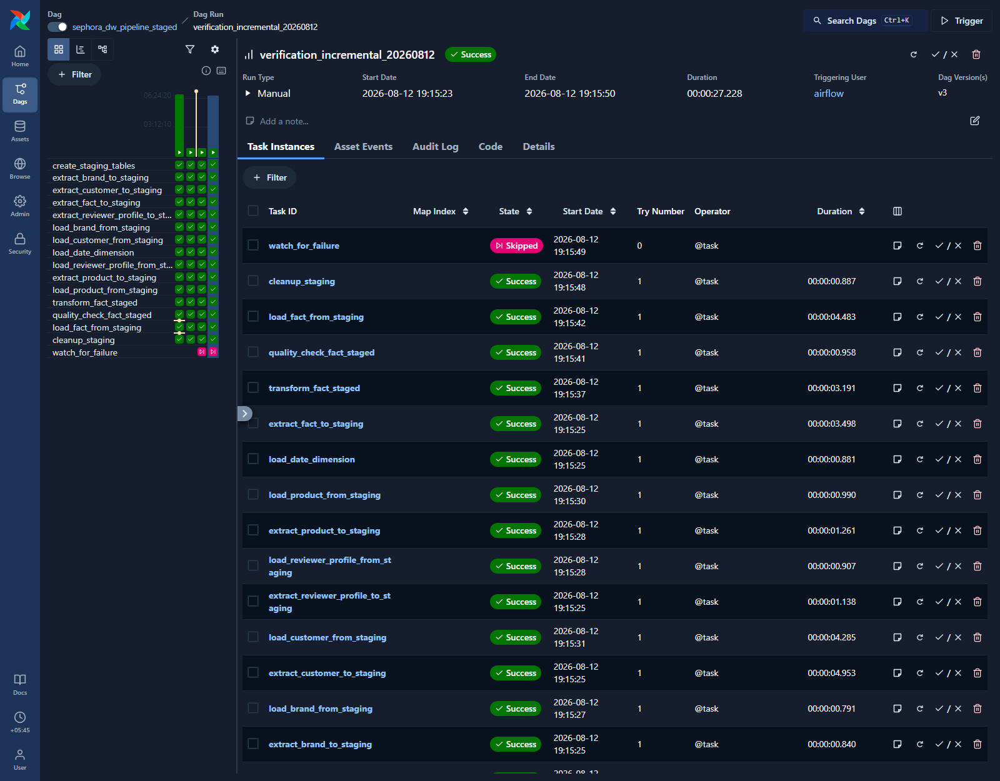 Dag
sephora_dw_pipeline_staged
/
Dag Run
verification_incremental_20260812
Search Dags
Ctrl+K
Trigger
Home
Dags
Assets
Browse
Admin
Security
Docs
+05:45
User
Filter
06:24:20
03:12:10
create_staging_tables
extract_brand_to_staging
extract_customer_to_staging
extract_fact_to_staging
extract_reviewer_profile_to_st...
load_brand_from_staging
load_customer_from_staging
load_date_dimension
load_reviewer_profile_from_st...
extract_product_to_staging
load_product_from_staging
transform_fact_staged
quality_check_fact_staged
load_fact_from_staging
cleanup_staging
watch_for_failure
verification_incremental_20260812 Success
Run Type Start Date End Date Duration Triggering User Dag Version(s)
Manual 2026-08-12 19:15:23 2026-08-12 19:15:50 00:00:27.228 airflow v3
Add a note...
Task Instances Asset Events Audit Log Code Details
Filter
Task ID Map Index State Start Date Try Number Operator Duration
watch_for_failure Skipped 2026-08-12 19:15:49 0 @task
cleanup_staging Success 2026-08-12 19:15:48 1 @task 00:00:00.887
load_fact_from_staging Success 2026-08-12 19:15:42 1 @task 00:00:04.483
quality_check_fact_staged Success 2026-08-12 19:15:41 1 @task 00:00:00.958
transform_fact_staged Success 2026-08-12 19:15:37 1 @task 00:00:03.191
extract_fact_to_staging Success 2026-08-12 19:15:25 1 @task 00:00:03.498
load_date_dimension Success 2026-08-12 19:15:25 1 @task 00:00:00.881
load_product_from_staging Success 2026-08-12 19:15:30 1 @task 00:00:00.990
extract_product_to_staging Success 2026-08-12 19:15:28 1 @task 00:00:01.261
load_reviewer_profile_from_staging Success 2026-08-12 19:15:28 1 @task 00:00:00.907
extract_reviewer_profile_to_staging Success 2026-08-12 19:15:25 1 @task 00:00:01.138
load_customer_from_staging Success 2026-08-12 19:15:31 1 @task 00:00:04.285
extract_customer_to_staging Success 2026-08-12 19:15:25 1 @task 00:00:04.953
load_brand_from_staging Success 2026-08-12 19:15:27 1 @task 00:00:00.791
extract_brand_to_staging Success 2026-08-12 19:15:25 1 @task 00:00:00.840